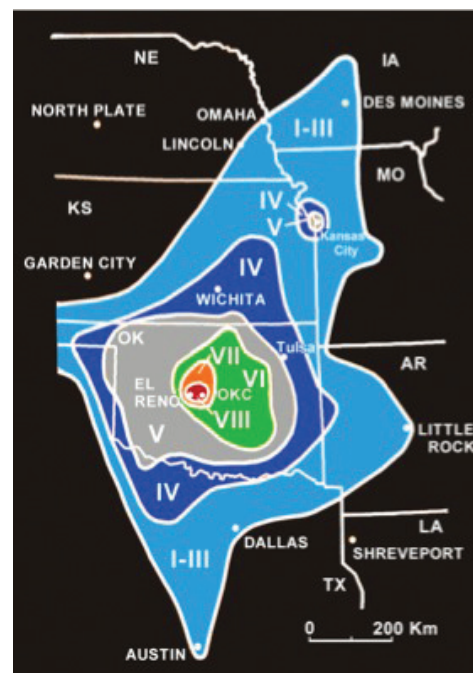 NE
IA
NORTH PLATE
OMAHA
I-III
DES MOINES
LINCOLN
MO
KS
IV
V
Kansas
City
GARDEN CITY
IV
WICHITA
OK
Tulsa
VII
VI
AR
EL
RENO
OKC
VIII
V
LITTLE
ROCK
IV
LA
DALLAS
SHREVEPORT
I-III
TX
0 200 Km
AUSTIN